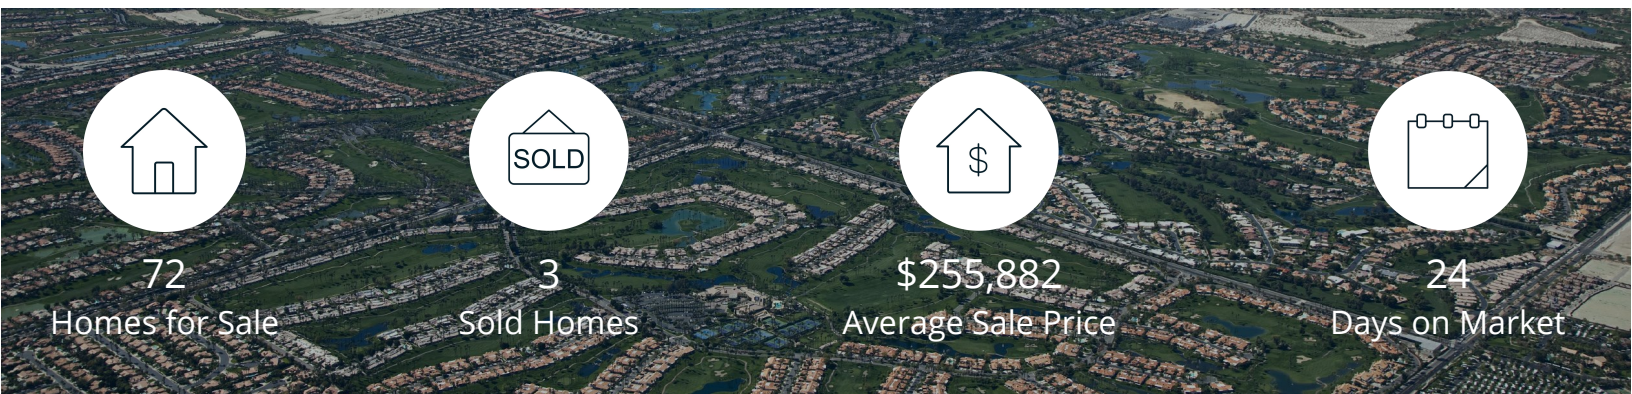 SOLD
$
72
Homes for Sale
3
Sold Homes
$255,882
Average Sale Price
24
Days on Market